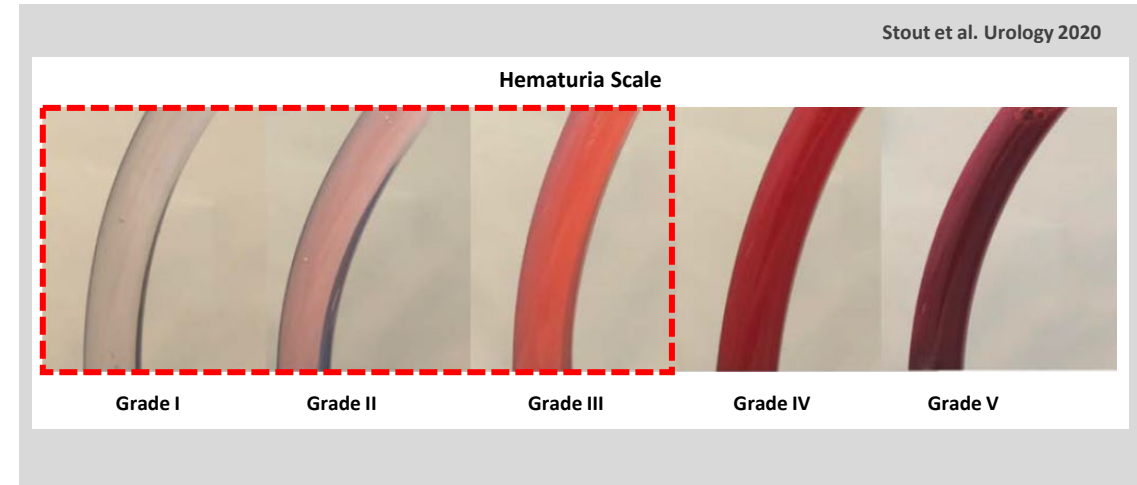 Stout et al. Urology 2020
Hematuria Scale
Grade I Grade II Grade III Grade IV Grade V